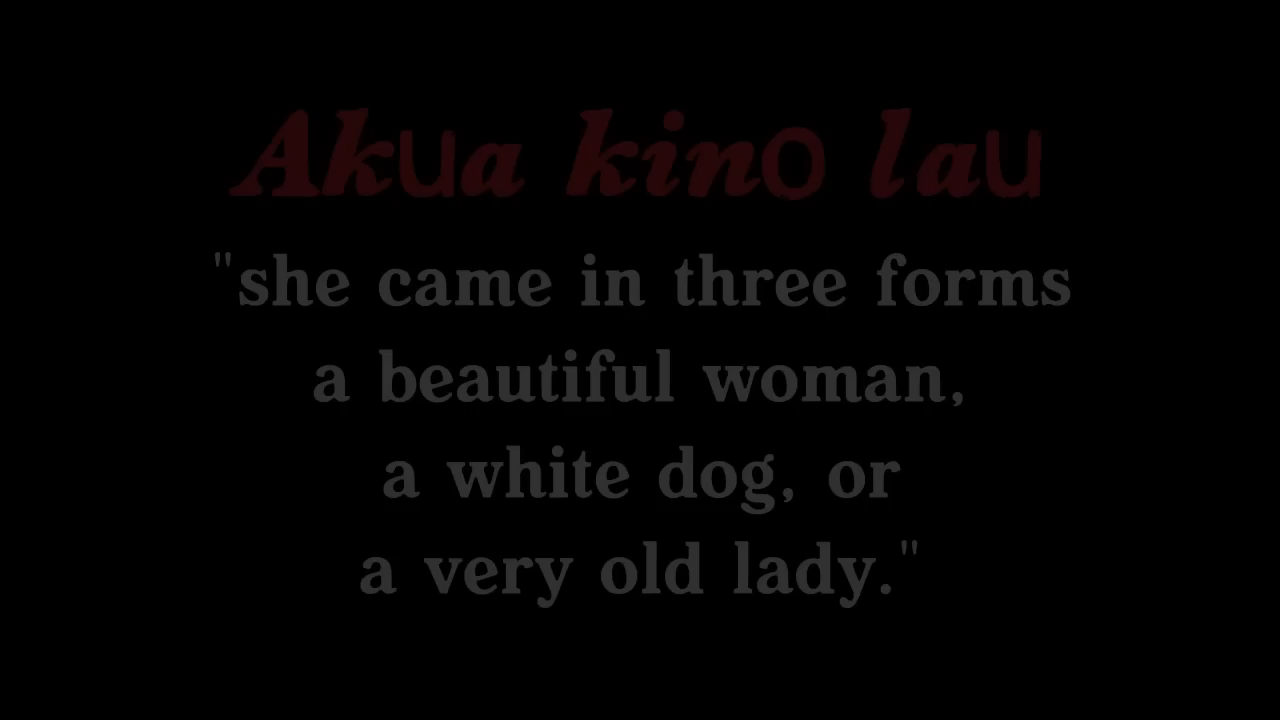 Akua kino lau
"she came in three forms
a beautiful woman,
a white dog, or
a very old lady."